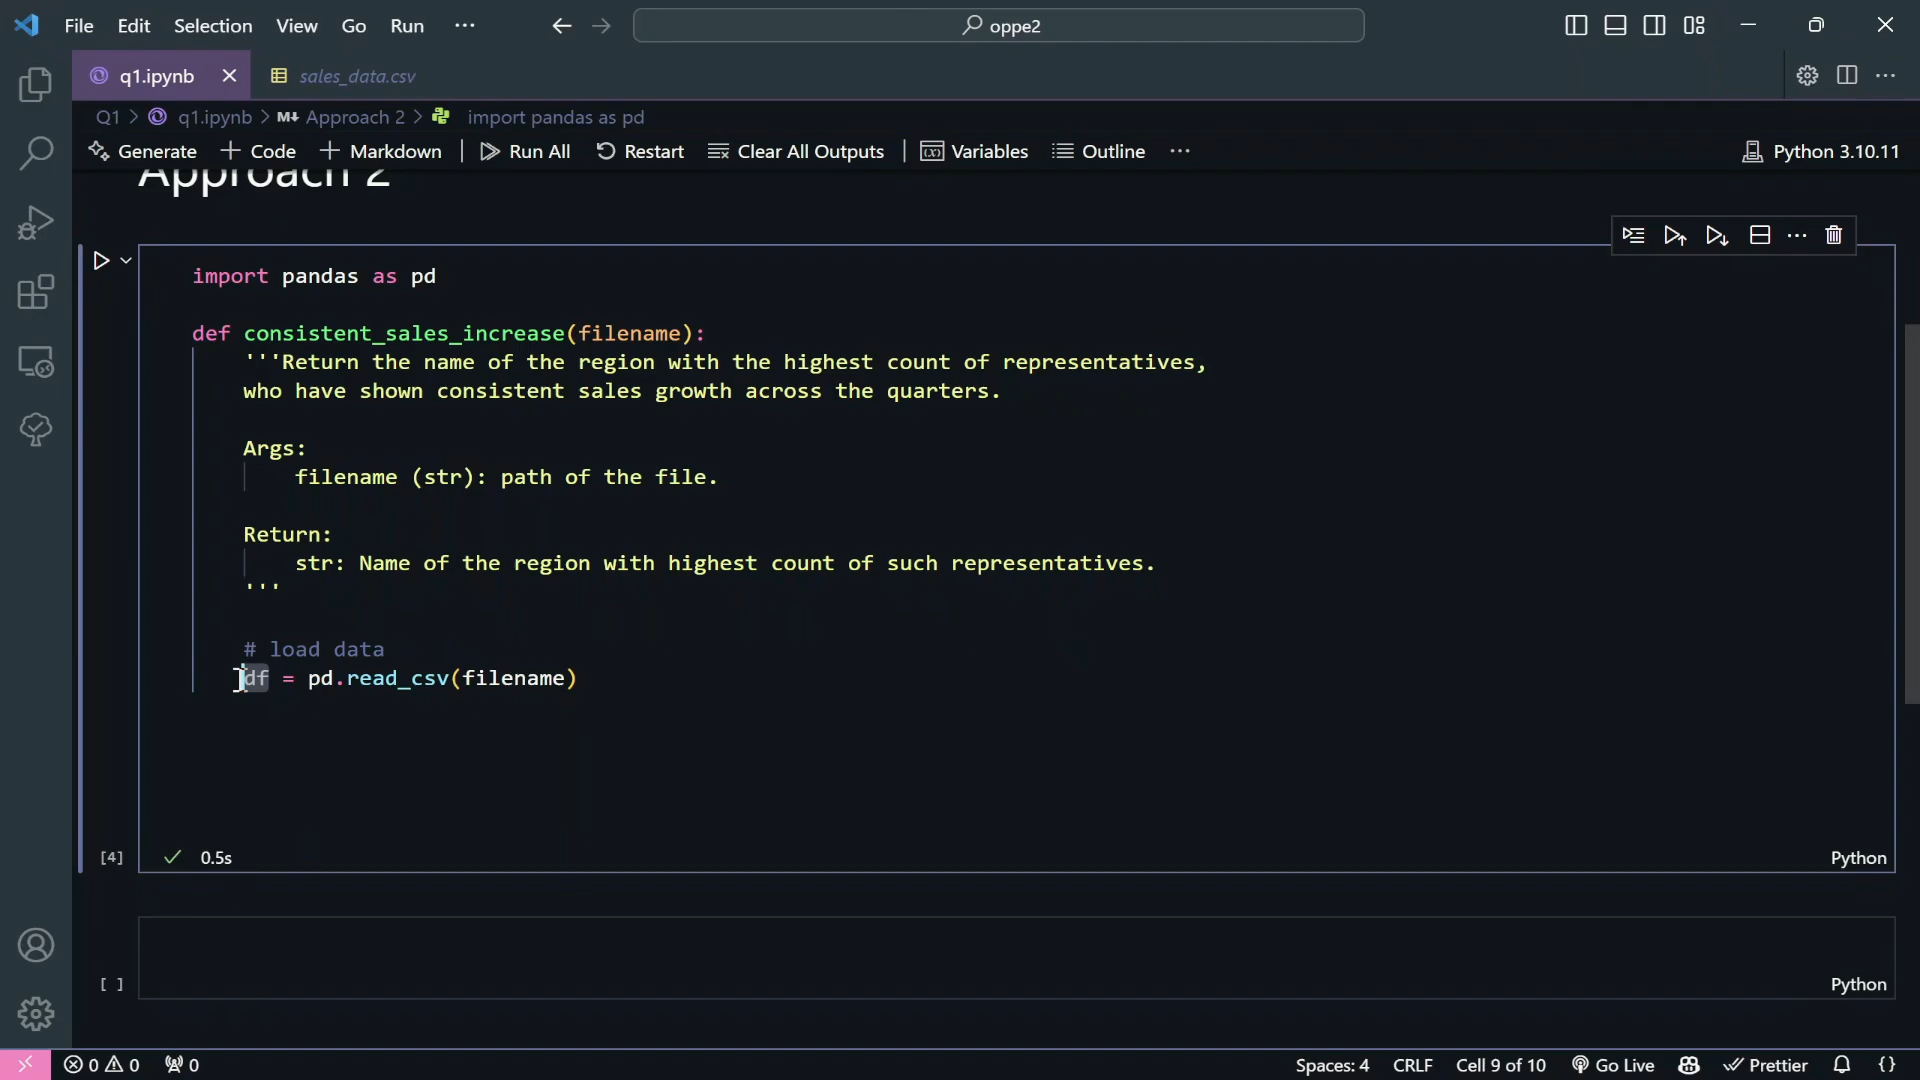 File Edit Selection View Go Run ··· oppe2
q1.ipynb sales_data.csv
Q1 > q1.ipynb > M↓ Approach 2 > import pandas as pd
Generate + Code + Markdown Run All Restart Clear All Outputs (x) Variables Outline ··· Python 3.10.11
Approach 2
import pandas as pd
def consistent_sales_increase(filename):
'''Return the name of the region with the highest count of representatives,
who have shown consistent sales growth across the quarters.
Args:
filename (str): path of the file.
Return:
str: Name of the region with highest count of such representatives.
'''
# load data
df = pd.read_csv(filename)
[4] 0.5s Python
[ ] Python
0 0 0 Spaces: 4 CRLF Cell 9 of 10 Go Live Prettier {}